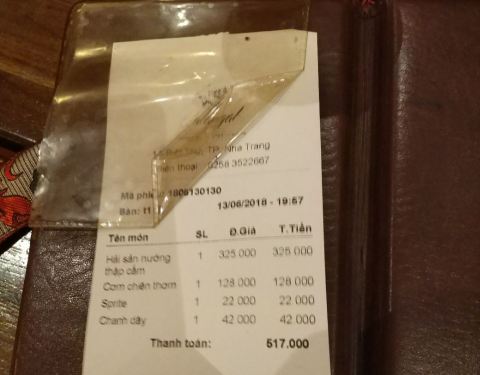 TP. Nha Trang
thoại : 0258 3522667
Mã phiếu: 1806130130
Bàn: t1 13/06/2018 - 19:57
Tên món SL Đ.Giá T.Tiền
Hải sản nướng 1 325.000 325.000
thập cẩm
Cơm chiên thơm 1 128.000 128.000
Sprite 1 22.000 22.000
Chanh dây 1 42.000 42.000
Thanh toán: 517.000